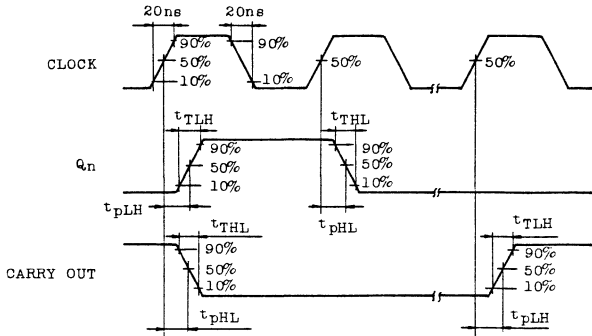 20ns 20ns
90% 90%
CLOCK 50% 50% 50%
10% 10%
tTLH tTHL
90% 90%
Qn 50% 50%
10% 10%
tpLH tpHL
tTHL tTLH
90% 90%
CARRY OUT 50% 50%
10% 10%
tpHL tpLH